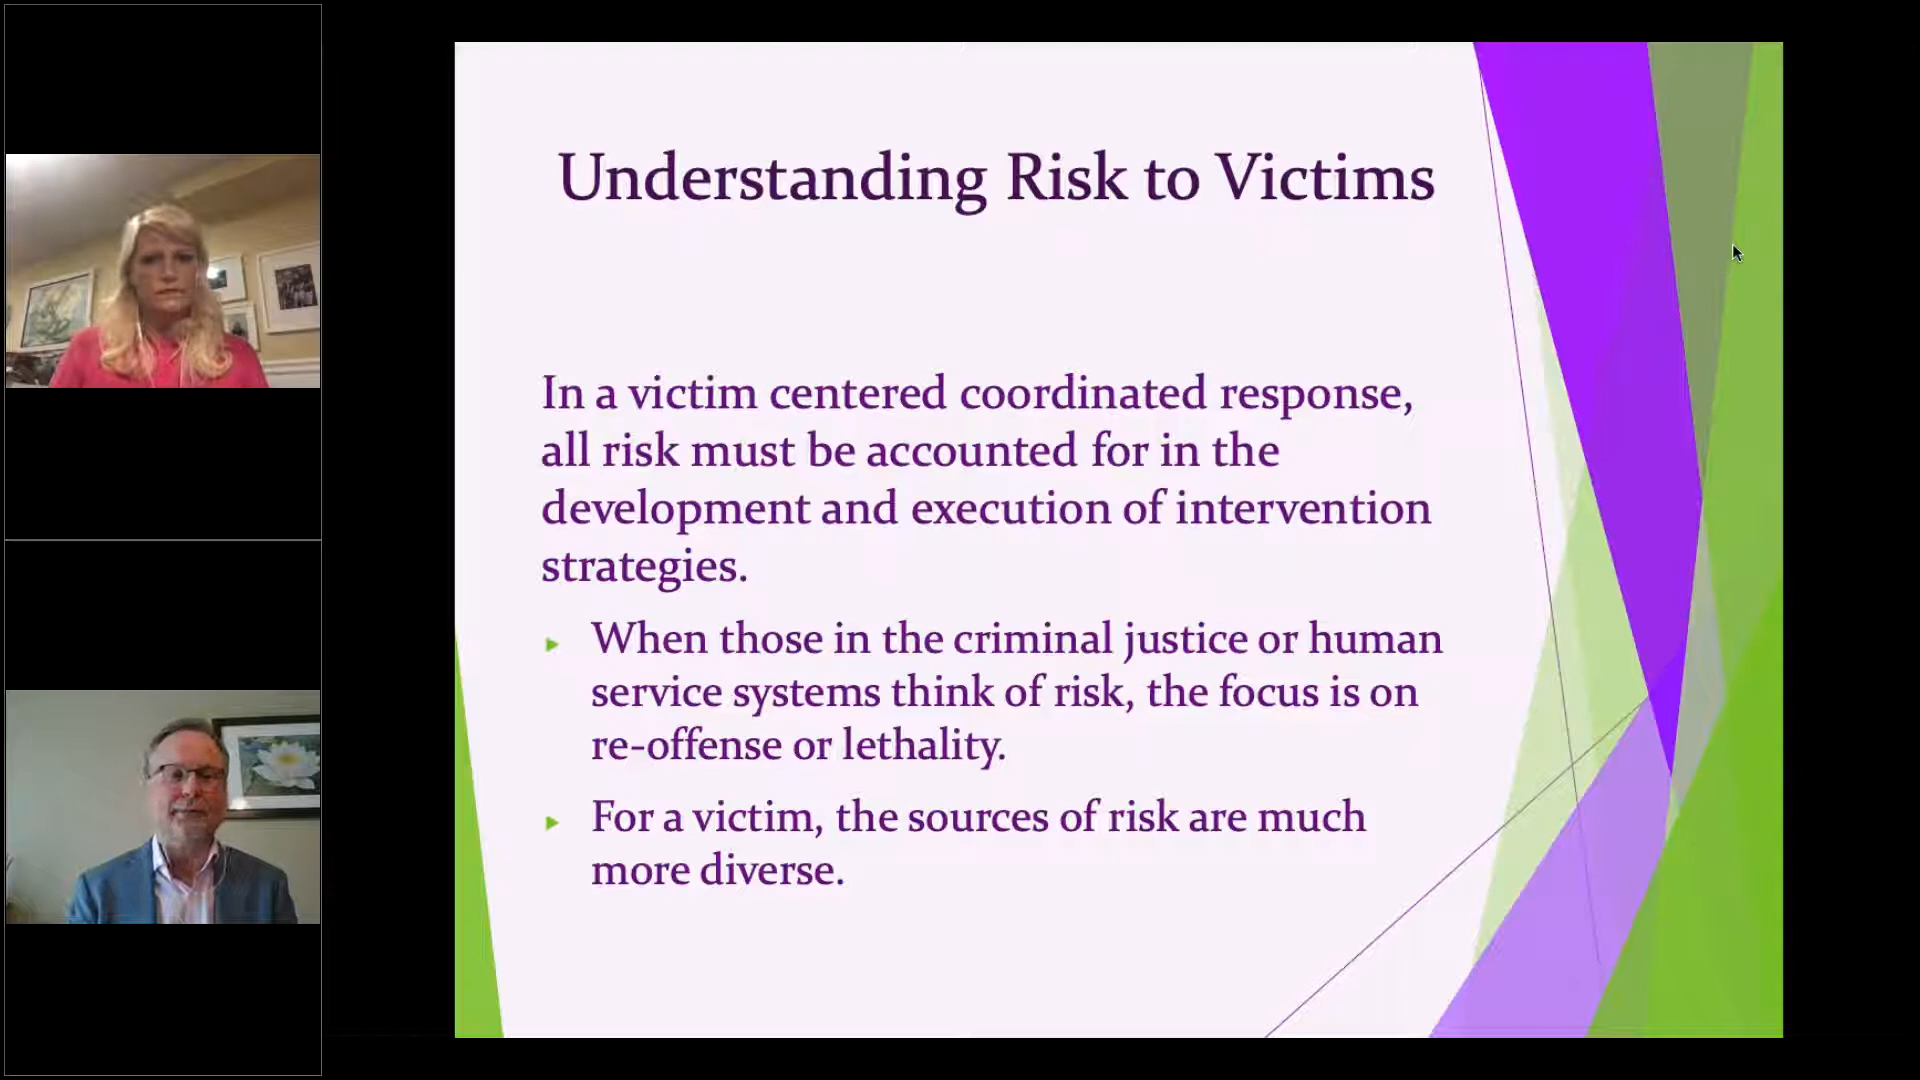 Understanding Risk to Victims
In a victim centered coordinated response,
all risk must be accounted for in the
development and execution of intervention
strategies.
When those in the criminal justice or human
service systems think of risk, the focus is on
re-offense or lethality.
For a victim, the sources of risk are much
more diverse.